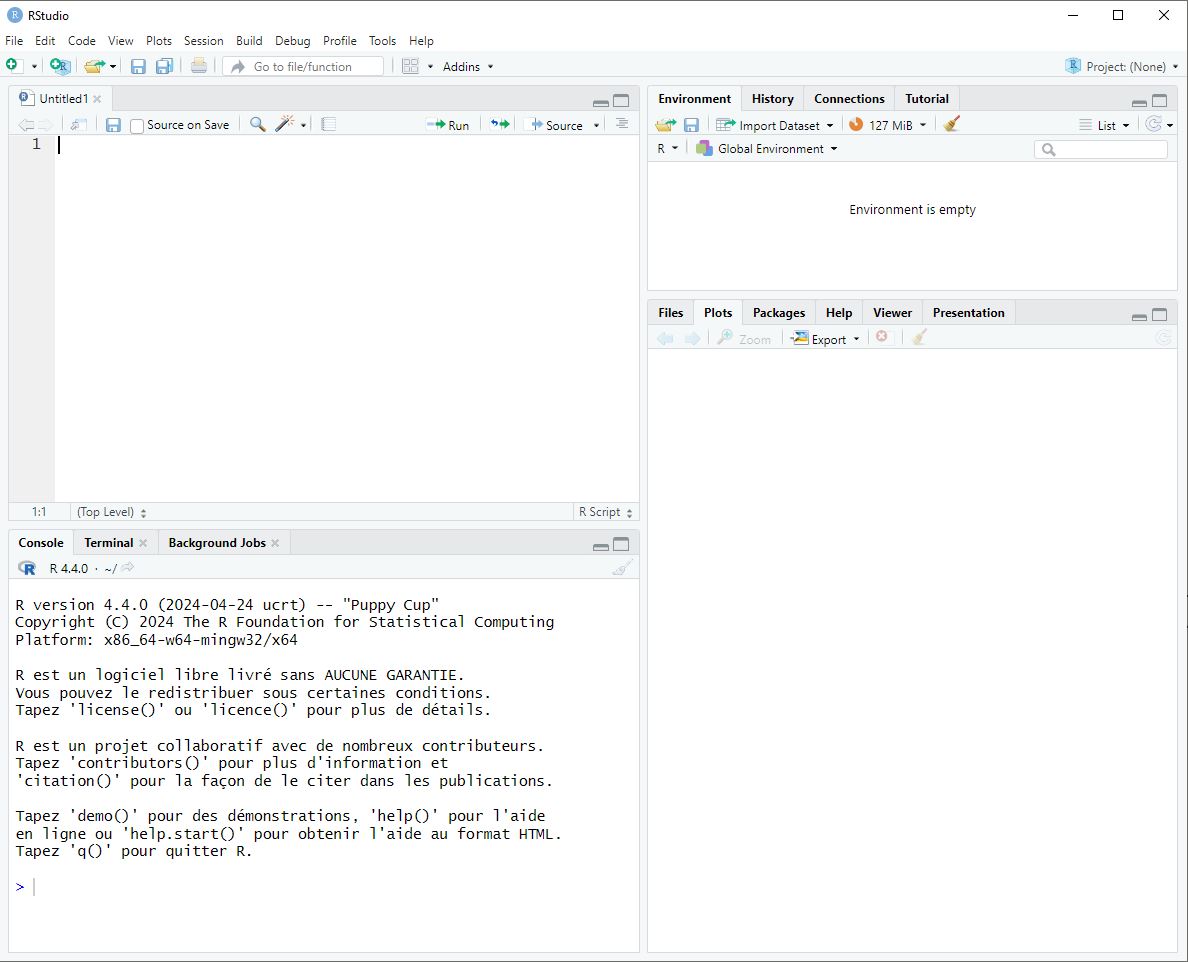 RStudio
File Edit Code View Plots Session Build Debug Profile Tools Help
Go to file/function Addins Project: (None)
Untitled1
Source on Save Run Source
1
1:1 (Top Level) R Script
Console Terminal Background Jobs
R 4.4.0 · ~/
R version 4.4.0 (2024-04-24 ucrt) -- "Puppy Cup"
Copyright (C) 2024 The R Foundation for Statistical Computing
Platform: x86_64-w64-mingw32/x64
R est un logiciel libre livré sans AUCUNE GARANTIE.
Vous pouvez le redistribuer sous certaines conditions.
Tapez 'license()' ou 'licence()' pour plus de détails.
R est un projet collaboratif avec de nombreux contributeurs.
Tapez 'contributors()' pour plus d'information et
'citation()' pour la façon de le citer dans les publications.
Tapez 'demo()' pour des démonstrations, 'help()' pour l'aide
en ligne ou 'help.start()' pour obtenir l'aide au format HTML.
Tapez 'q()' pour quitter R.
>
Environment History Connections Tutorial
Import Dataset 127 MiB List
R Global Environment
Environment is empty
Files Plots Packages Help Viewer Presentation
Zoom Export